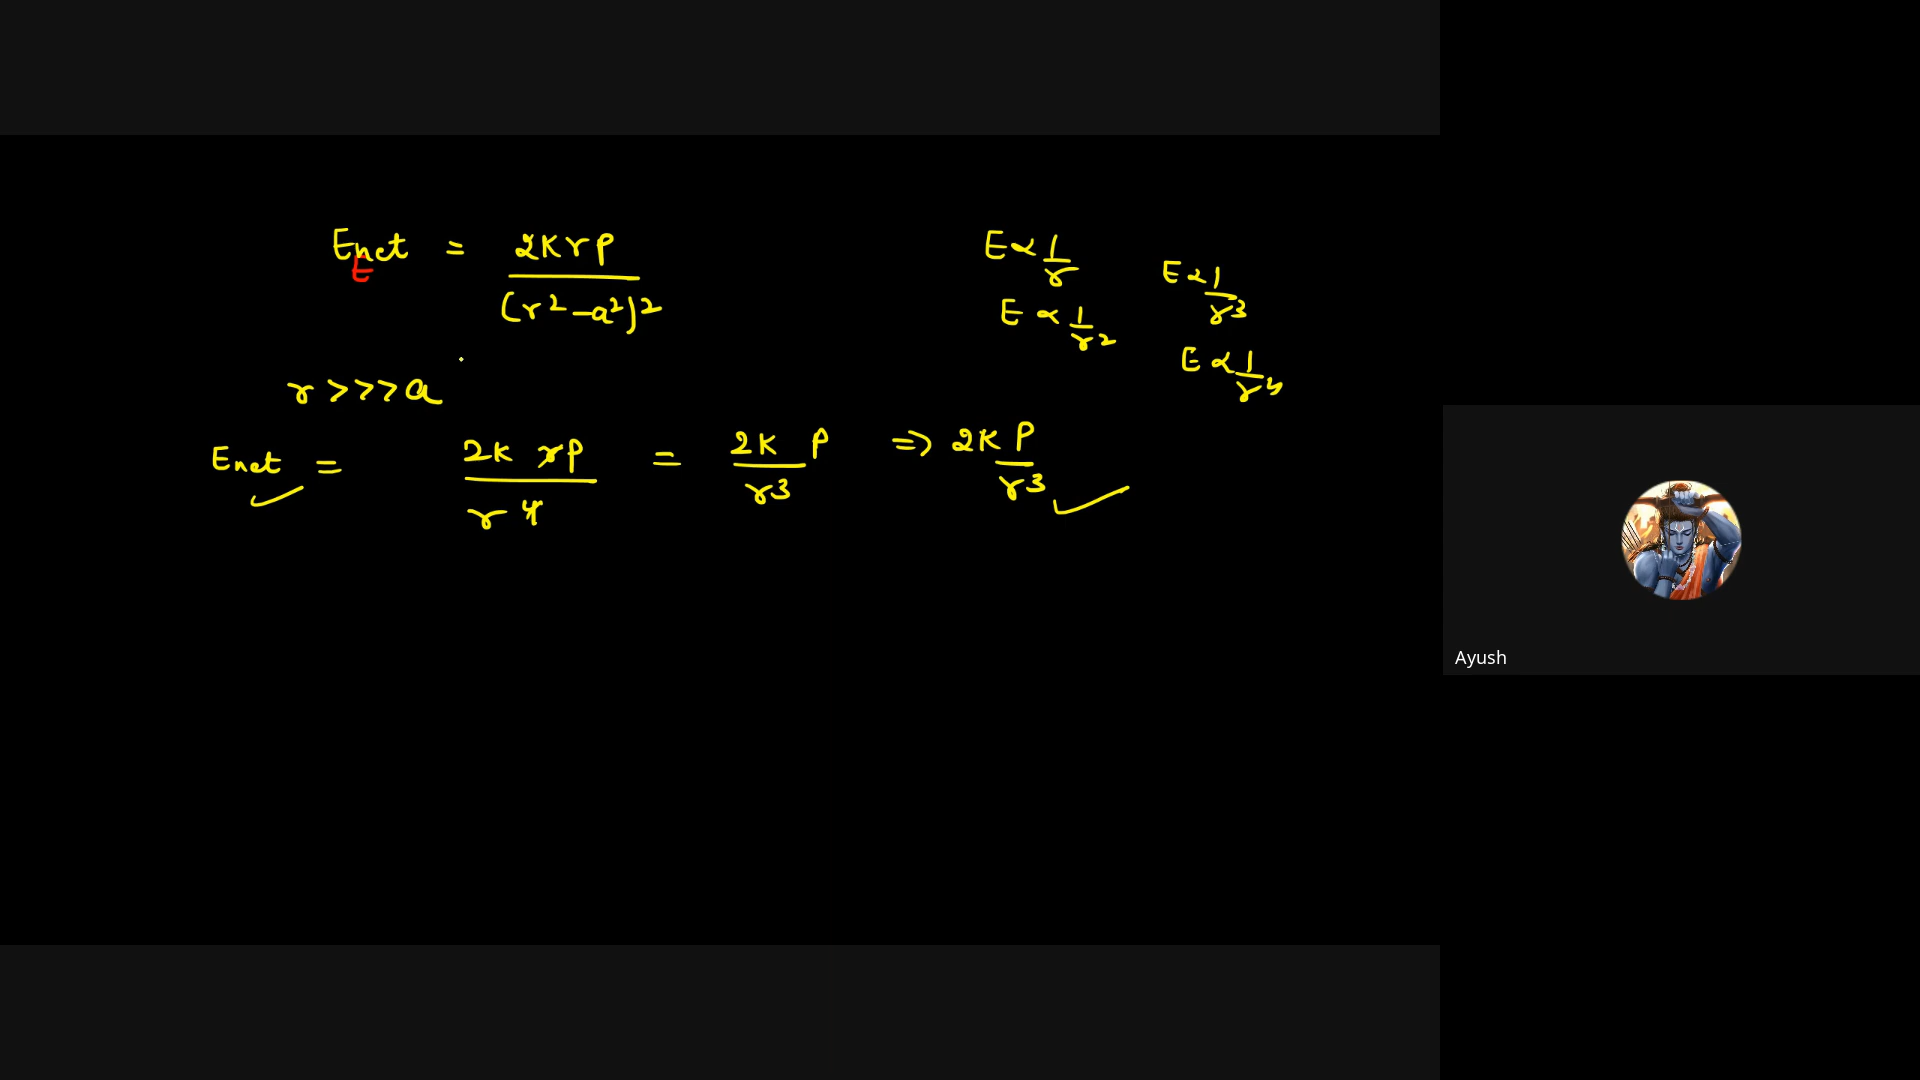 Enet = 2KrP / (r² - a²)²
E
E ∝ 1/r
E ∝ 1/r²
E ∝ 1/r³
E ∝ 1/r⁴
r >>> a
Enet = 2K rP / r⁴ = 2K P / r³ => 2K P / r³
Ayush